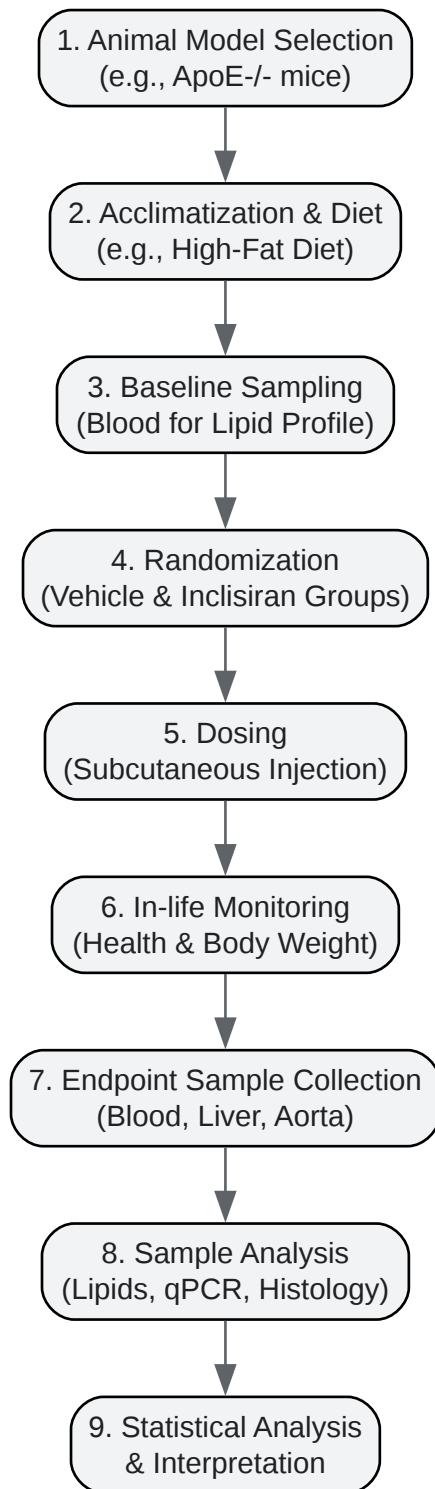 1. Animal Model Selection
(e.g., ApoE-/- mice)
2. Acclimatization & Diet
(e.g., High-Fat Diet)
3. Baseline Sampling
(Blood for Lipid Profile)
4. Randomization
(Vehicle & Inclisiran Groups)
5. Dosing
(Subcutaneous Injection)
6. In-life Monitoring
(Health & Body Weight)
7. Endpoint Sample Collection
(Blood, Liver, Aorta)
8. Sample Analysis
(Lipids, qPCR, Histology)
9. Statistical Analysis
& Interpretation